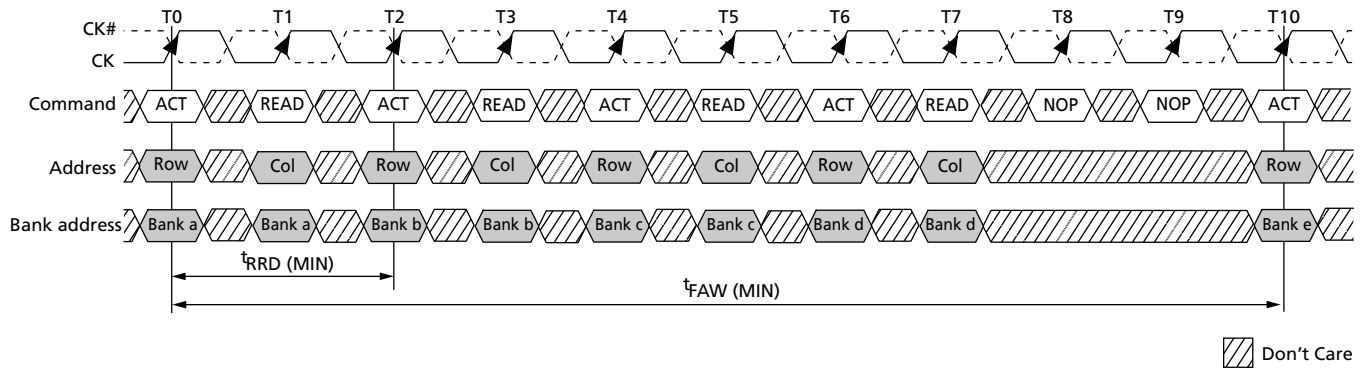 T0 T1 T2 T3 T4 T5 T6 T7 T8 T9 T10
CK#
CK
Command ACT READ ACT READ ACT READ ACT READ NOP NOP ACT
Address Row Col Row Col Row Col Row Col Row
Bank address Bank a Bank a Bank b Bank b Bank c Bank c Bank d Bank d Bank e
tRRD (MIN)
tFAW (MIN)
Don't Care